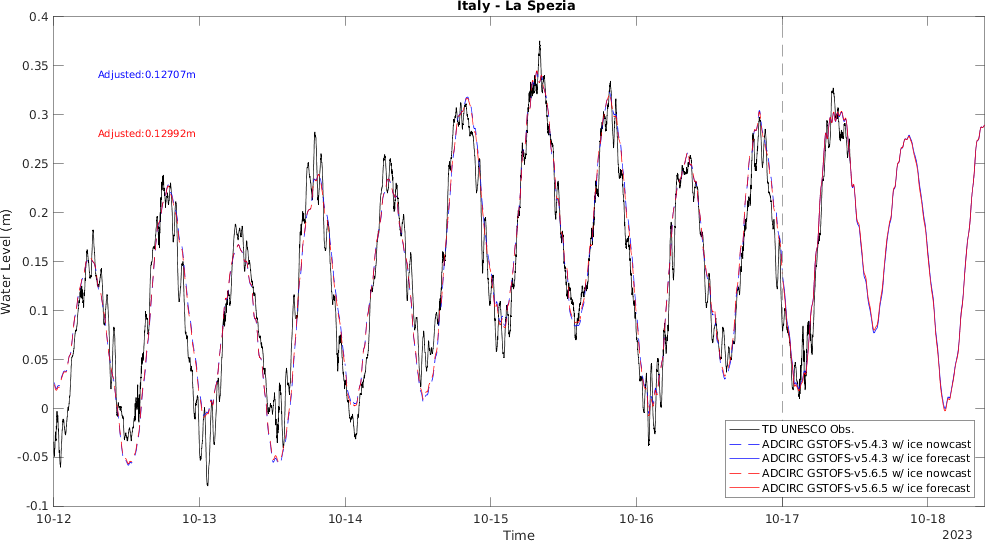 Italy - La Spezia
0.4
0.35
Adjusted:0.12707m
0.3
Adjusted:0.12992m
0.25
0.2
0.15
0.1
0.05
0
-0.05
-0.1
Water Level (m)
TD UNESCO Obs.
ADCIRC GSTOFS-v5.4.3 w/ ice nowcast
ADCIRC GSTOFS-v5.4.3 w/ ice forecast
ADCIRC GSTOFS-v5.6.5 w/ ice nowcast
ADCIRC GSTOFS-v5.6.5 w/ ice forecast
10-12 10-13 10-14 10-15 10-16 10-17 10-18
Time
2023